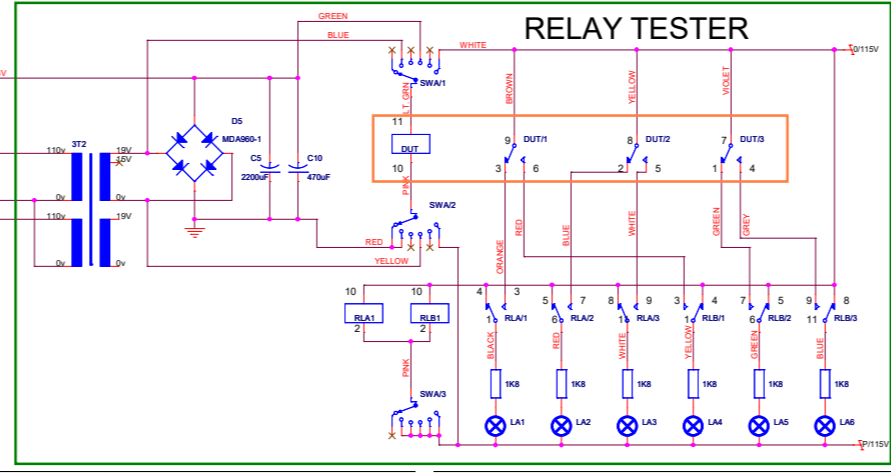 RELAY TESTER
GREEN
BLUE
WHITE
0/115V
SWA/1
LT GRN
BROWN
YELLOW
VIOLET
D5
MDA960-1
3T2
110v
19V
15V
0v
0v
110v
19V
0v
0v
C5
2200uF
C10
470uF
11
DUT
10
PINK
9
DUT/1
3
6
8
DUT/2
2
5
7
DUT/3
1
4
SWA/2
RED
YELLOW
ORANGE
RED
BLUE
WHITE
GREEN
GREY
10
RLA1
2
10
RLB1
2
PINK
SWA/3
4
3
1
RLA/1
5
7
6
RLA/2
8
9
RLA/3
3
4
1
RLB/1
7
5
6
RLB/2
9
8
11
RLB/3
BLACK
RED
WHITE
YELLOW
GREEN
BLUE
1K8
1K8
1K8
1K8
1K8
1K8
LA1
LA2
LA3
LA4
LA5
LA6
P/115V